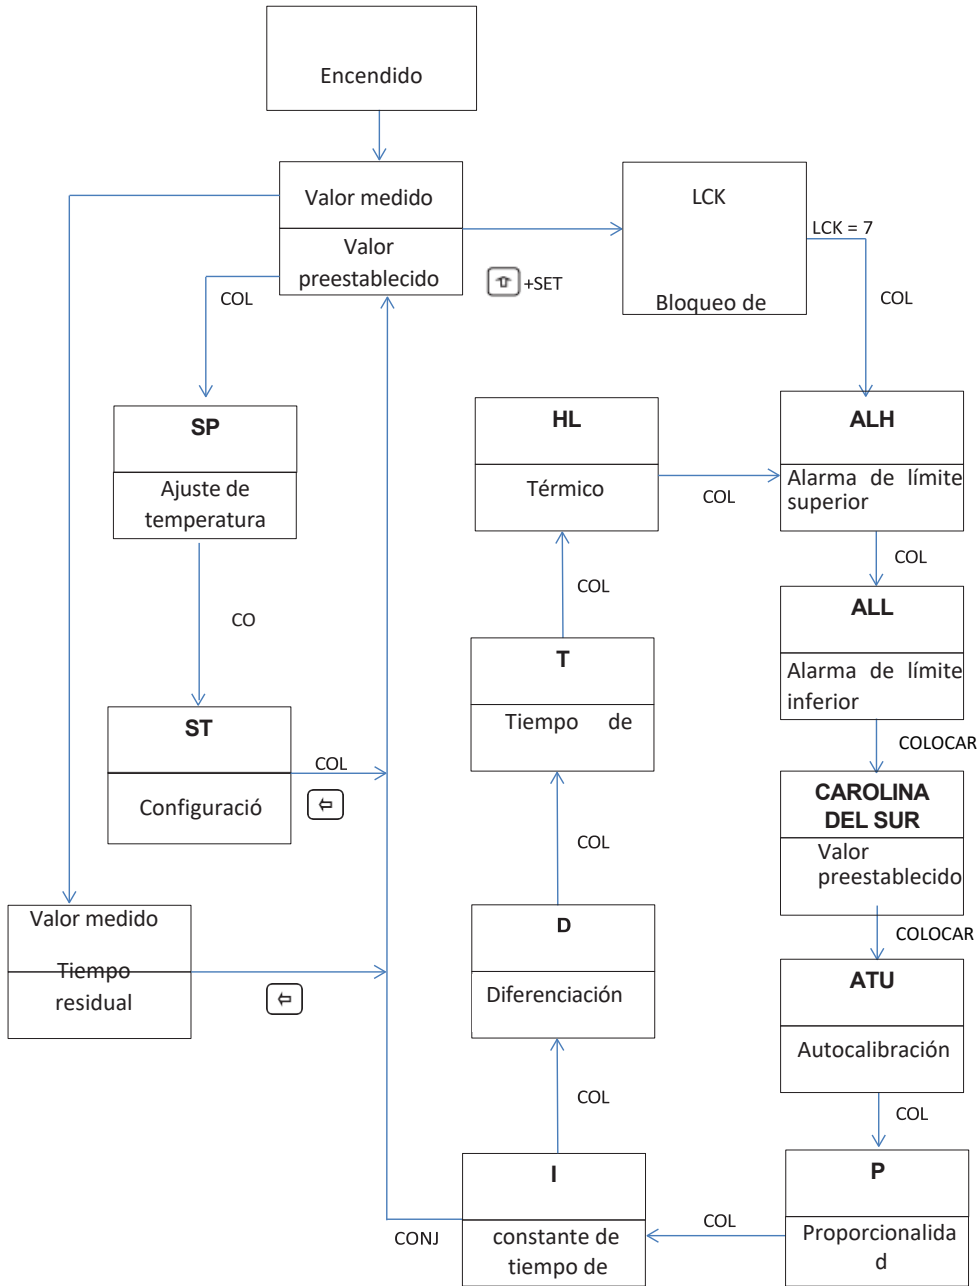 Encendido
Valor medido
Valor
preestablecido
LCK
Bloqueo de
LCK = 7
+SET
COL
COL
SP
Ajuste de
temperatura
HL
Térmico
COL
ALH
Alarma de límite
superior
COL
COL
CO
ALL
Alarma de límite
inferior
T
Tiempo de
ST
Configuració
COL
COLOCAR
CAROLINA
DEL SUR
Valor
preestablecido
COL
Valor medido
Tiempo
residual
D
Diferenciación
COLOCAR
ATU
Autocalibración
COL
COL
I
constante de
tiempo de
CONJ
COL
P
Proporcionalida
d